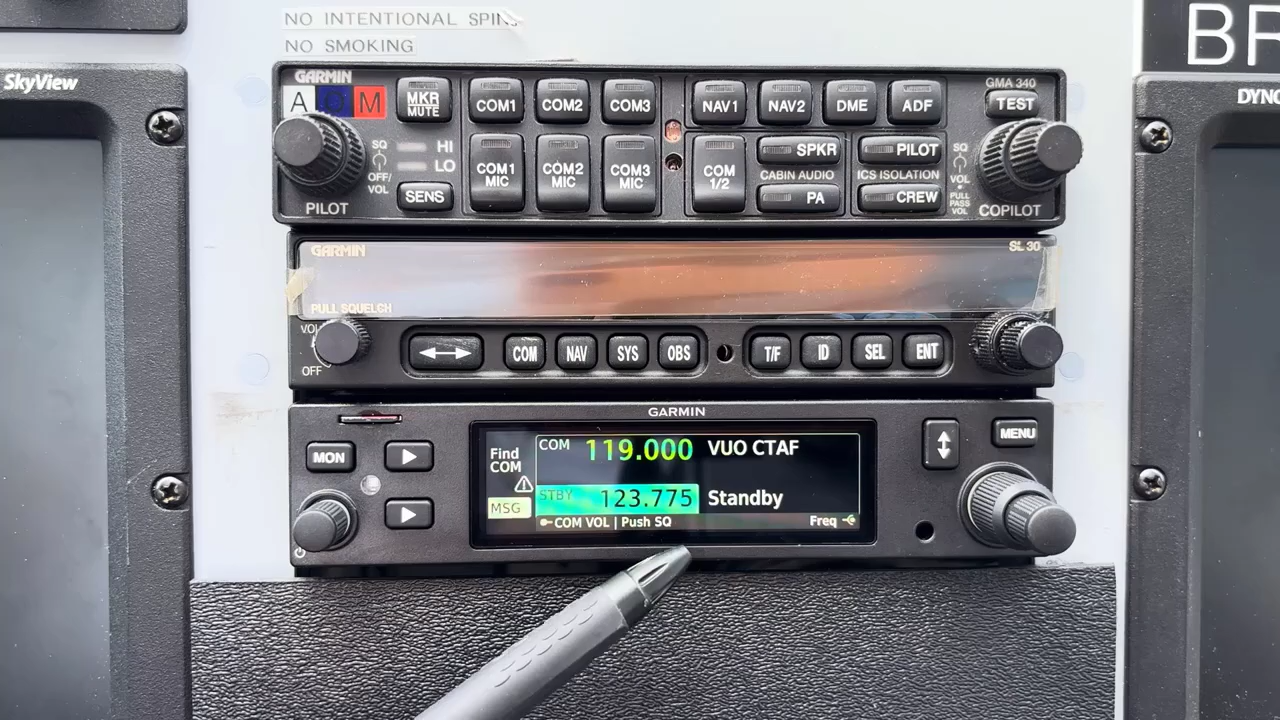 NO INTENTIONAL SPINS
NO SMOKING
SkyView
BR
DYNO
GARMIN
GMA 340
A O M
MKR MUTE
COM1
COM2
COM3
NAV1
NAV2
DME
ADF
TEST
SQ
OFF/
VOL
HI
LO
SENS
PILOT
COM1 MIC
COM2 MIC
COM3 MIC
COM 1/2
SPKR
CABIN AUDIO
PA
PILOT
ICS ISOLATION
CREW
SQ
VOL
PULL
PASS
VOL
COPILOT
GARMIN
SL 30
PULL SQUELCH
VOL
OFF
COM
NAV
SYS
OBS
T/F
ID
SEL
ENT
GARMIN
MON
MENU
Find
COM
MSG
COM 119.000 VUO CTAF
STBY 123.775 Standby
COM VOL | Push SQ
Freq